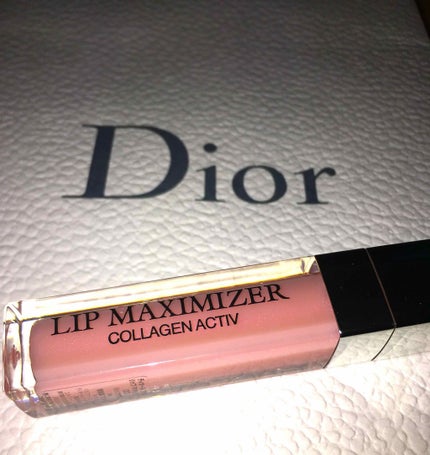 Dior
LIP MAXIMIZER
COLLAGEN ACTIV